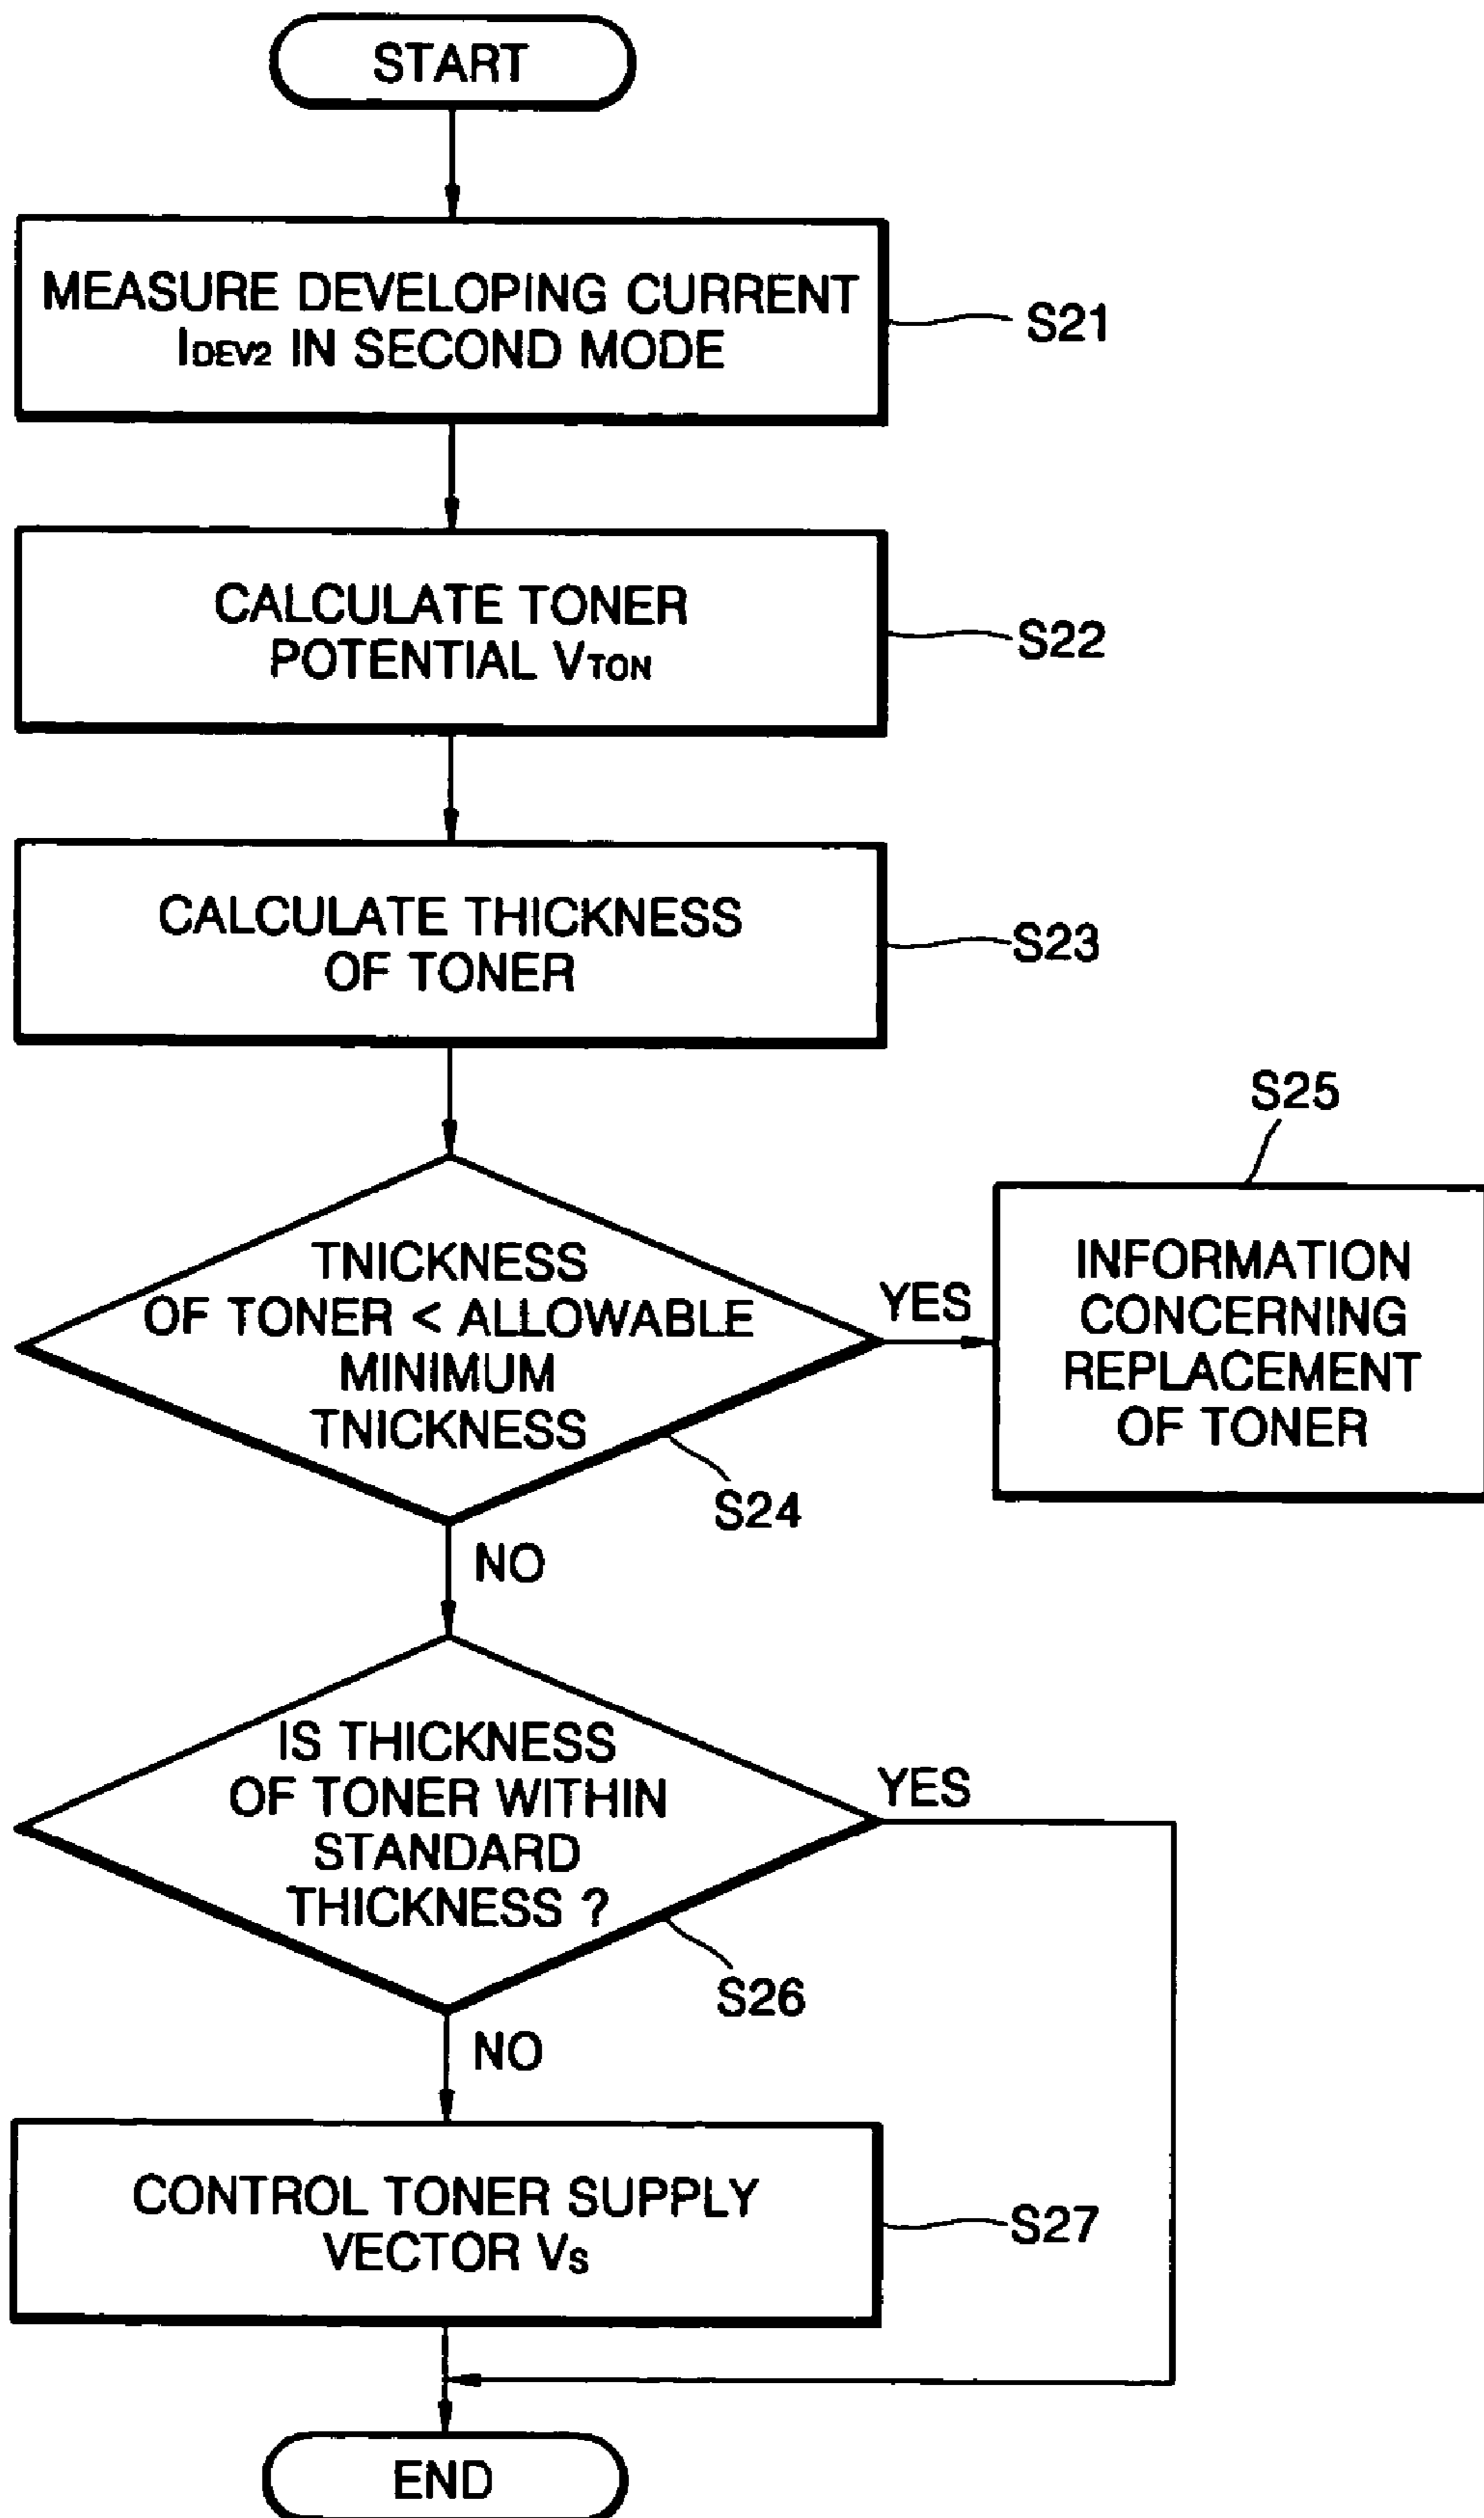 START
MEASURE DEVELOPING CURRENT
IDEV2 IN SECOND MODE
S21
CALCULATE TONER
POTENTIAL VTON
S22
CALCULATE THICKNESS
OF TONER
S23
S25
TNICKNESS
OF TONER < ALLOWABLE
MINIMUM
TNICKNESS
YES
INFORMATION
CONCERNING
REPLACEMENT
OF TONER
S24
NO
IS THICKNESS
OF TONER WITHIN
STANDARD
THICKNESS ?
YES
S26
NO
CONTROL TONER SUPPLY
VECTOR VS
S27
END